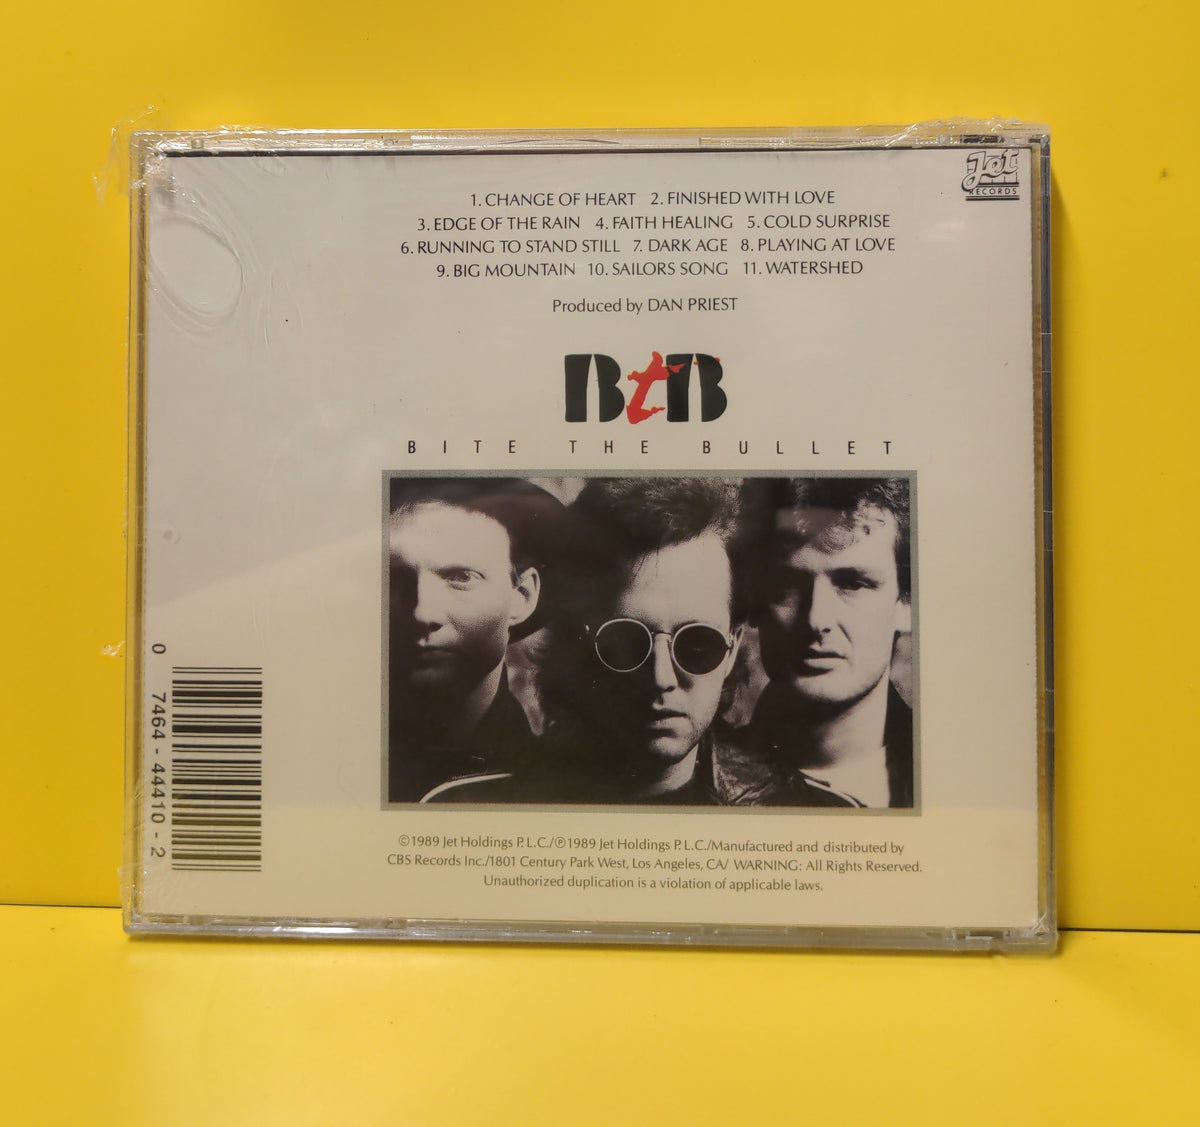 Jet
RECORDS
1. CHANGE OF HEART 2. FINISHED WITH LOVE
3. EDGE OF THE RAIN 4. FAITH HEALING 5. COLD SURPRISE
6. RUNNING TO STAND STILL 7. DARK AGE 8. PLAYING AT LOVE
9. BIG MOUNTAIN 10. SAILORS SONG 11. WATERSHED
Produced by DAN PRIEST
BtB
BITE THE BULLET
0 7464-44410-2
©1989 Jet Holdings P.L.C./℗1989 Jet Holdings P.L.C./Manufactured and distributed by
CBS Records Inc./1801 Century Park West, Los Angeles, CA/ WARNING: All Rights Reserved.
Unauthorized duplication is a violation of applicable laws.